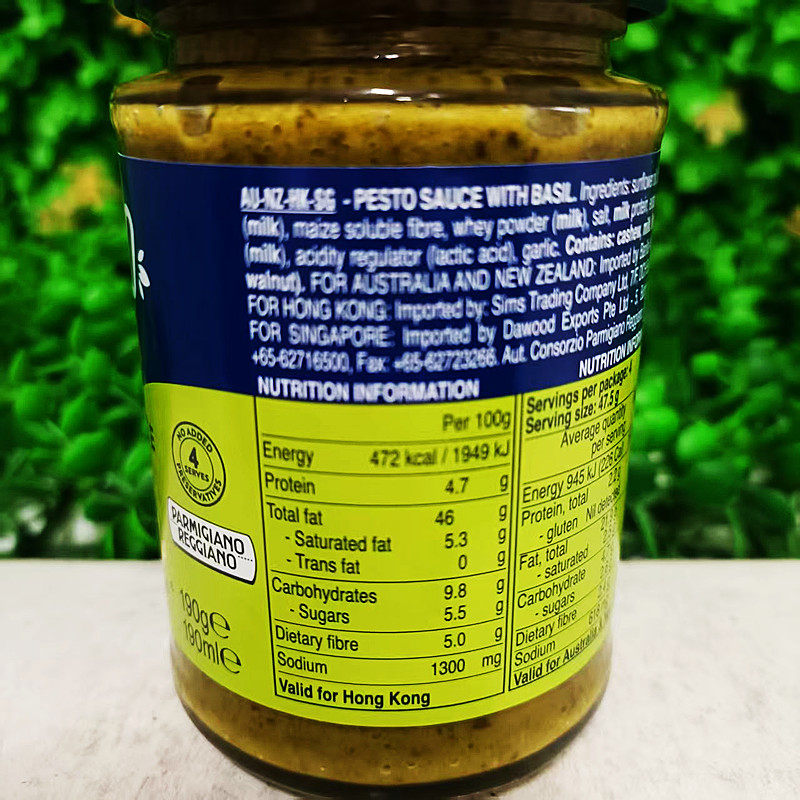 AU-NZ-HK-SG - PESTO SAUCE WITH BASIL. Ingredients: sunflower
(milk), maize soluble fibre, whey powder (milk), salt, milk protein,
(milk), acidity regulator (lactic acid), garlic. Contains: cashew, milk
walnut). FOR AUSTRALIA AND NEW ZEALAND: Imported by
FOR HONG KONG: Imported by: Sims Trading Company Ltd,
FOR SINGAPORE: Imported by Dawood Exports Pte Ltd -
+65-62716500, Fax: +65-62723266. Aut. Consorzio Parmigiano
NUTRITION INFORMATION
Per 100g
Energy 472 kcal / 1949 kJ
Protein 4.7 g
Total fat 46 g
- Saturated fat 5.3 g
- Trans fat 0 g
Carbohydrates 9.8 g
- Sugars 5.5 g
Dietary fibre 5.0 g
Sodium 1300 mg
Valid for Hong Kong
NUTRITION
Servings per package: 4
Serving size: 47.5 g
Average quantity
per serving
Energy 945 kJ
Protein, total
- gluten Nil
Fat, total
- saturated
Carbohydrate
- sugars
Dietary fibre
Sodium
Valid for
NO ADDED
4
SERVES
PRESERVATIVES
PARMIGIANO
REGGIANO
190g℮
190ml℮